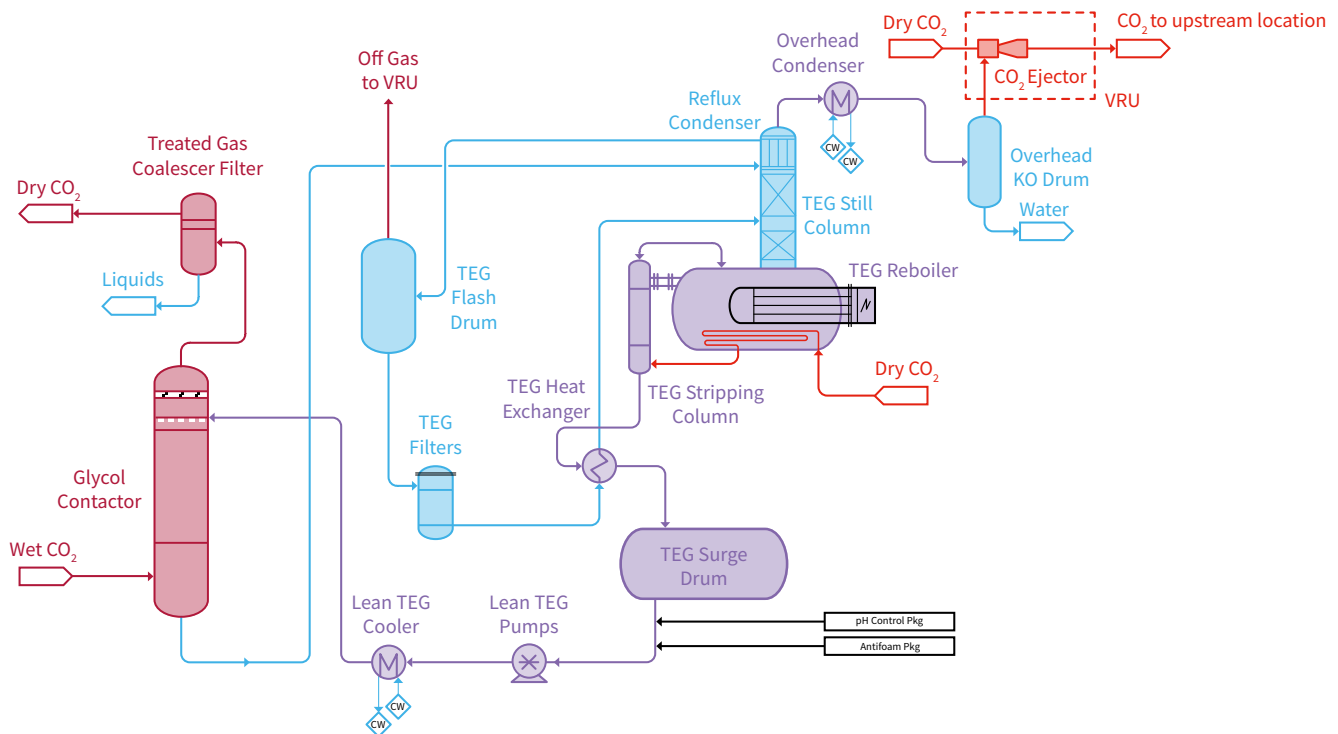 Dry CO₂
CO₂ to upstream location
Overhead
Condenser
CO₂ Ejector
VRU
Off Gas
to VRU
Reflux
Condenser
CW
CW
Treated Gas
Coalescer Filter
Overhead
KO Drum
Dry CO₂
TEG Still
Column
Water
Liquids
TEG
Flash
Drum
TEG Reboiler
Dry CO₂
TEG Heat
Exchanger
TEG Stripping
Column
TEG
Filters
Glycol
Contactor
Wet CO₂
TEG Surge
Drum
Lean TEG
Cooler
Lean TEG
Pumps
pH Control Pkg
Antifoam Pkg
CW
CW